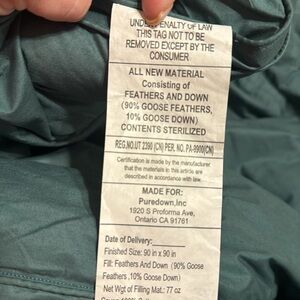 UNDER PENALTY OF LAW
THIS TAG NOT TO BE
REMOVED EXCEPT BY THE
CONSUMER
ALL NEW MATERIAL
Consisting of
FEATHERS AND DOWN
(90% GOOSE FEATHERS,
10% GOOSE DOWN)
CONTENTS STERILIZED
REG.NO.UT 2390 (CN) PER. NO. PA-9900(CN)
Certification is made by the manufacturer
that the materials in this article are
described in accordance with law.
MADE FOR:
Puredown,Inc
1920 S Proforma Ave,
Ontario CA 91761
Date of Delivery:
Finished Size: 90 in x 90 in
Fill: Feathers And Down (90% Goose
Feathers ,10% Goose Down)
Net Wgt of Filling Mat.: 77 oz